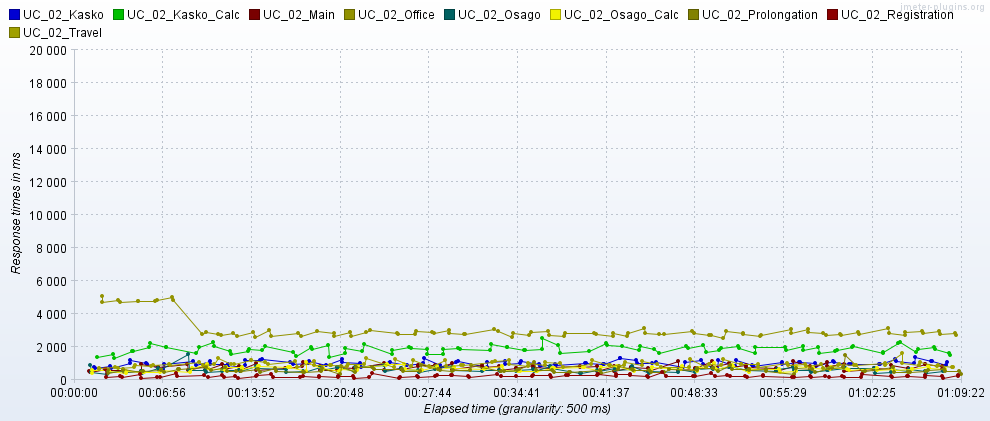 UC_02_Kasko UC_02_Kasko_Calc UC_02_Main UC_02_Office UC_02_Osago UC_02_Osago_Calc UC_02_Prolongation UC_02_Registration
jmeter-plugins.org
UC_02_Travel
20 000
18 000
16 000
14 000
12 000
10 000
8 000
6 000
4 000
2 000
0
Response times in ms
00:00:00 00:06:56 00:13:52 00:20:48 00:27:44 00:34:41 00:41:37 00:48:33 00:55:29 01:02:25 01:09:22
Elapsed time (granularity: 500 ms)